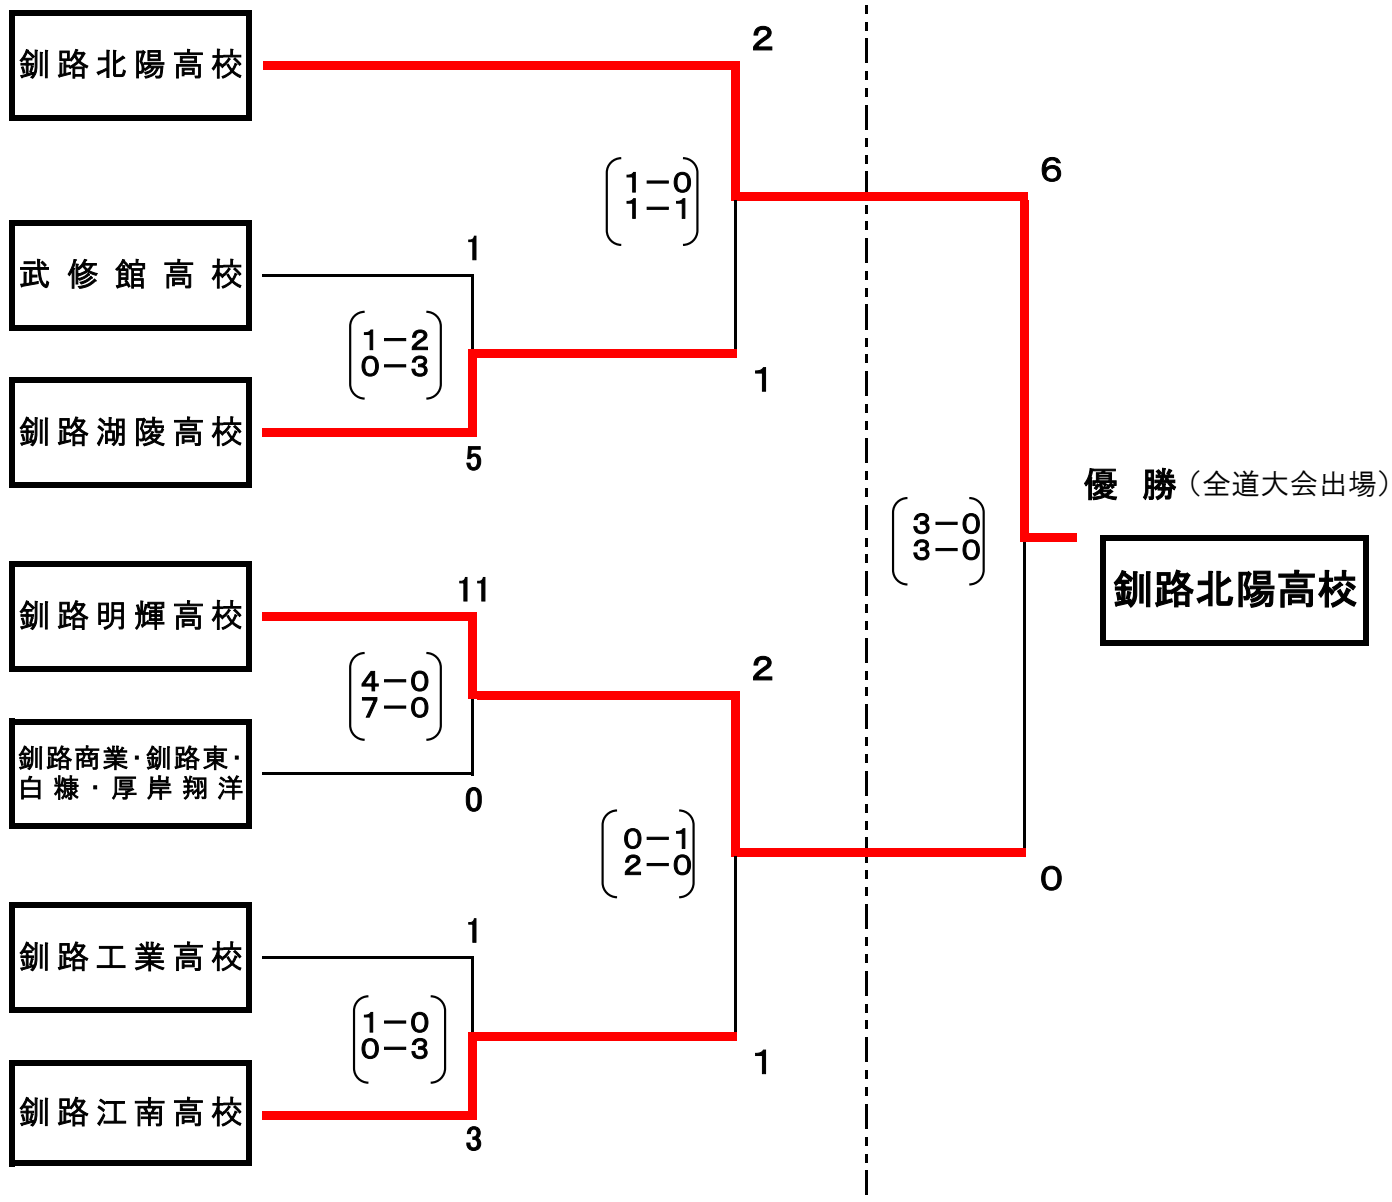 釧路北陽高校
2
1－0
1－1
6
武修館高校
1
1－2
0－3
1
釧路湖陵高校
5
優 勝（全道大会出場）
3－0
3－0
釧路北陽高校
釧路明輝高校
11
4－0
7－0
2
釧路商業・釧路東・
白糠・厚岸翔洋
0
0－1
2－0
0
釧路工業高校
1
1－0
0－3
1
釧路江南高校
3